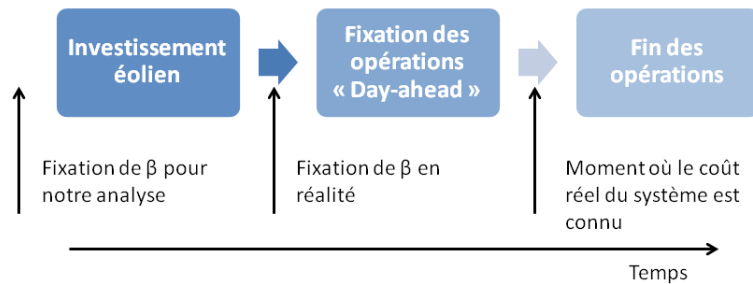 Investissement
éolien
Fixation des
opérations
« Day-ahead »
Fin des
opérations
Fixation de β pour
notre analyse
Fixation de β en
réalité
Moment où le coût
réel du système est
connu
Temps